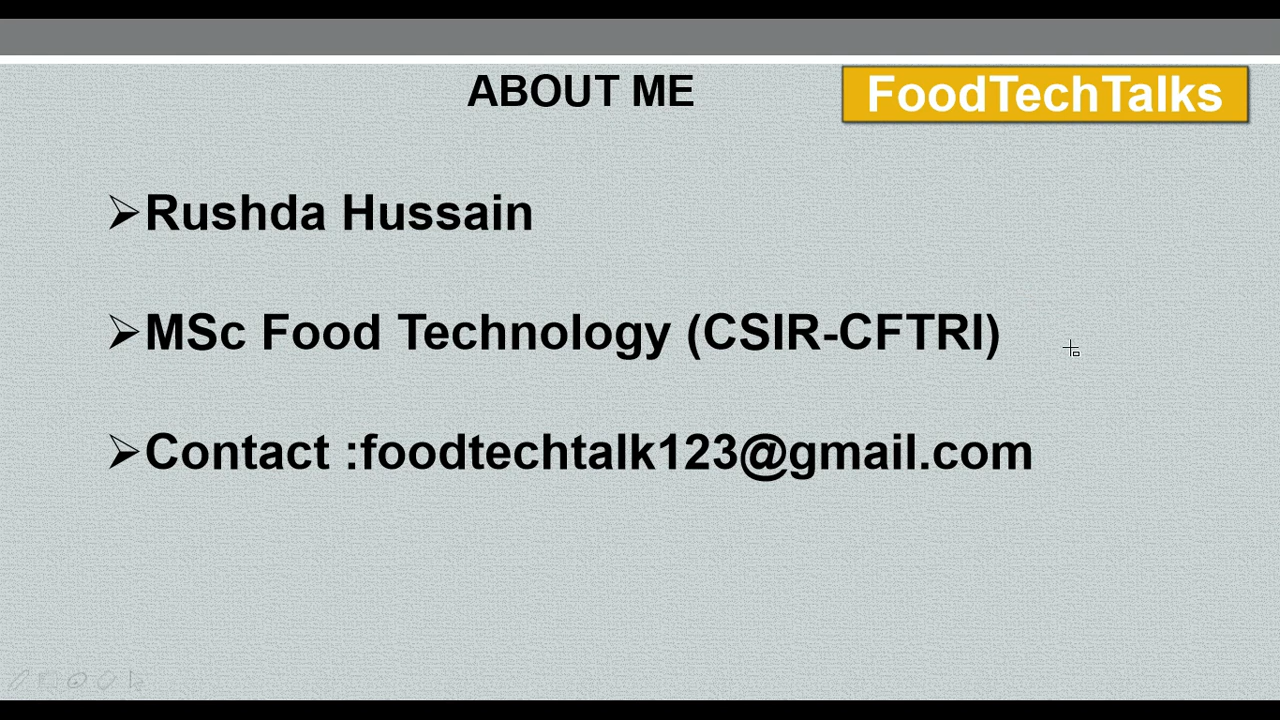 ABOUT ME
FoodTechTalks
➢Rushda Hussain
➢MSc Food Technology (CSIR-CFTRI)
➢Contact :foodtechtalk123@gmail.com